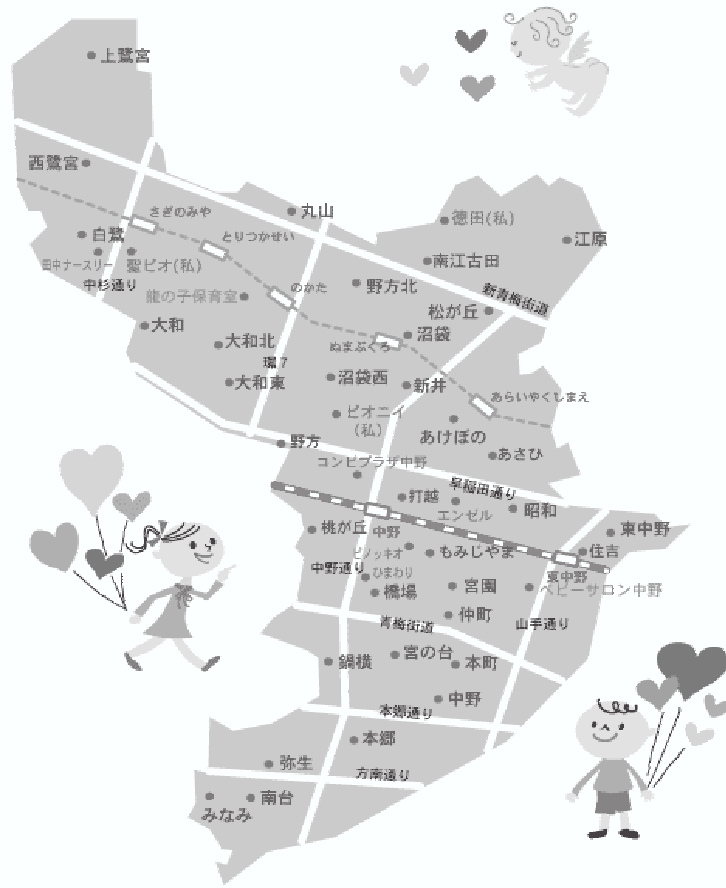 上鷺宮
西鷺宮
さぎのみや
丸山
徳田(私)
白鷺
とりつかせい
江原
田中ナースリー
聖ピオ(私)
南江古田
中杉通り
龍の子保育室
のかた
野方北
新青梅街道
松が丘
大和
大和北
ぬまぶくろ
沼袋
環7
大和東
沼袋西
新井
あらいやくしまえ
ピオニイ
(私)
あけぼの
野方
あさひ
コンビプラザ中野
早稲田通り
打越
エンゼル
昭和
桃が丘
中野
東中野
ピノッキオ
もみじやま
住吉
中野通り
ひまわり
東中野
橋場
宮園
ベビーサロン中野
仲町
青梅街道
山手通り
鍋横
宮の台
本町
中野
本郷通り
本郷
弥生
方南通り
南台
みなみ